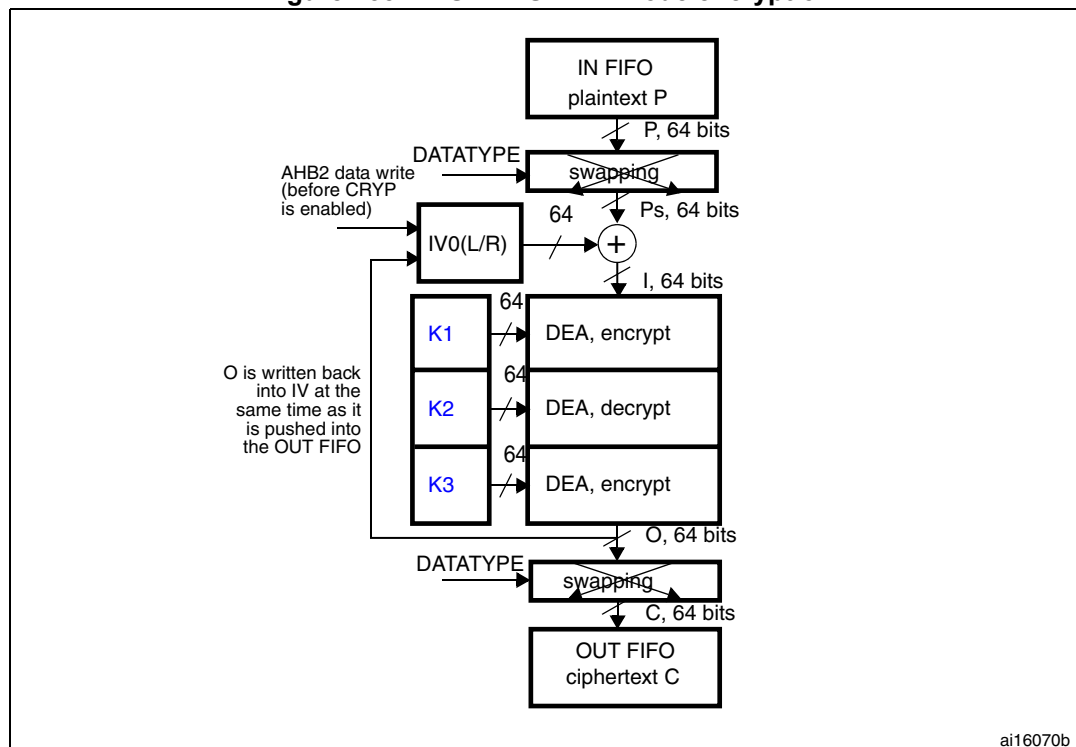 IN FIFO
plaintext P
P, 64 bits
DATATYPE
swapping
AHB2 data write
(before CRYP
is enabled)
Ps, 64 bits
64
IV0(L/R)
+
I, 64 bits
64
K1
DEA, encrypt
64
K2
DEA, decrypt
O is written back
into IV at the
same time as it
is pushed into
the OUT FIFO
64
K3
DEA, encrypt
O, 64 bits
DATATYPE
swapping
C, 64 bits
OUT FIFO
ciphertext C
ai16070b